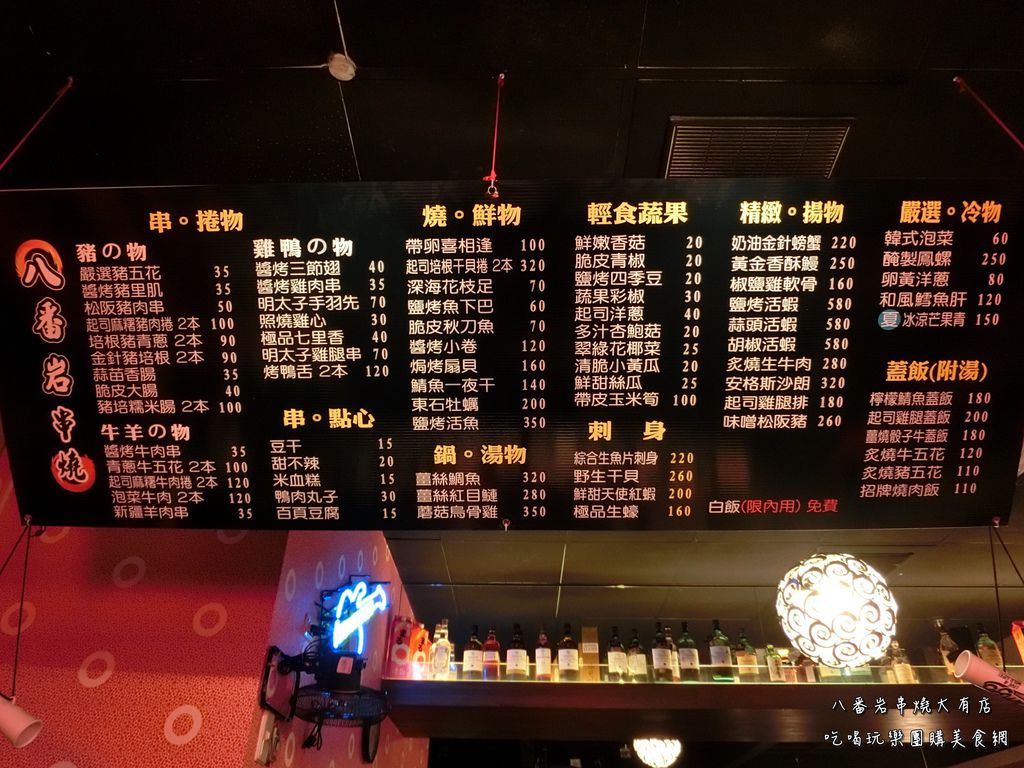 八番岩串燒
串。捲物
豬の物
嚴選豬五花 35
醬烤豬里肌 35
松阪豬肉串 50
起司麻糬豬肉捲 2本 100
培根豬青蔥 2本 90
金針豬培根 2本 90
蒜苗香腸 35
脆皮大腸 40
豬培糯米腸 2本 100
牛羊の物
醬烤牛肉串 35
青蔥牛五花 2本 100
起司麻糬牛肉捲 2本 120
泡菜牛肉 2本 120
新疆羊肉串 35
雞鴨の物
醬烤三節翅 40
醬烤雞肉串 35
明太子手羽先 70
照燒雞心 30
極品七里香 40
明太子雞腿串 70
烤鴨舌 2本 120
串。點心
豆干 15
甜不辣 20
米血糕 15
鴨肉丸子 30
百頁豆腐 15
燒。鮮物
帶卵喜相逢 100
起司培根干貝捲 2本 320
深海花枝足 70
鹽烤魚下巴 60
脆皮秋刀魚 70
醬烤小卷 120
焗烤扇貝 160
鯖魚一夜干 140
東石牡蠣 200
鹽烤活魚 350
鍋。湯物
薑絲鯛魚 320
薑絲紅目鰱 280
蘑菇烏骨雞 350
輕食蔬果
鮮嫩香菇 20
脆皮青椒 20
鹽烤四季豆 20
蔬果彩椒 30
起司洋蔥 40
多汁杏鮑菇 20
翠綠花椰菜 25
清脆小黃瓜 20
鮮甜絲瓜 25
帶皮玉米筍 100
刺 身
綜合生魚片刺身 220
野生干貝 260
鮮甜天使紅蝦 200
極品生蠔 160
精緻。揚物
奶油金針螃蟹 220
黃金香酥鰻 250
椒鹽雞軟骨 160
鹽烤活蝦 580
蒜頭活蝦 580
胡椒活蝦 580
炙燒生牛肉 280
安格斯沙朗 320
起司雞腿排 180
味噌松阪豬 260
白飯(限內用) 免費
嚴選。冷物
韓式泡菜 60
醃製鳳螺 250
卵黃洋蔥 80
和風鱈魚肝 120
夏 冰涼芒果青 150
蓋飯(附湯)
檸檬鯖魚蓋飯 180
起司雞腿蓋飯 200
薑燒骰子牛蓋飯 180
炙燒牛五花 120
炙燒豬五花 110
招牌燒肉飯 110
八番岩串燒大有店
吃喝玩樂團購美食網